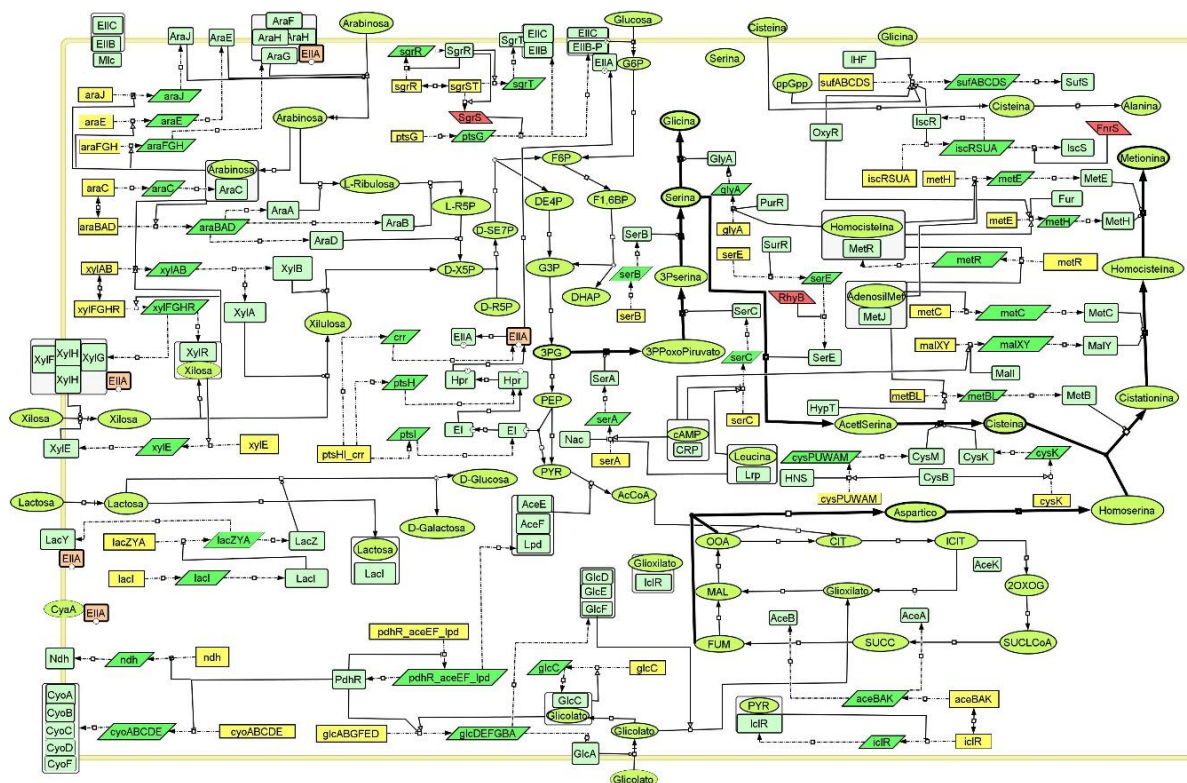 EIIC
EIIB
Mlc
AraJ
AraE
AraF
AraH
AraH
AraG
EIIA
Arabinosa
sgrR
SgrR
SgrT
EIIC
EIIB
EIIC
EIIB-P
EIIA
Glucosa
G6P
Cisteina
Glicina
Serina
IHF
ppGpp
sufABCDS
sufABCDS
SufS
araJ
araJ
sgrR
sgrST
sgrT
Cisteina
Alanina
araE
araE
Arabinosa
SgrS
Glicina
OxyR
IscR
FnrS
araFGH
araFGH
ptsG
ptsG
F6P
GlyA
iscRSUA
IscS
Metionina
Arabinosa
AraC
araC
araC
L-Ribulosa
DE4P
F1,6BP
Serina
glyA
PurR
iscRSUA
metH
metE
MetE
Fur
araBAD
araBAD
AraA
AraB
L-R5P
D-SE7P
SerB
glyA
Homocisteína
MetR
metE
metH
MetH
AraD
serE
SurR
metR
metR
xylAB
xylAB
XylB
D-X5P
G3P
3Pserina
serB
serE
Homocisteína
xylFGHR
xylFGHR
XylA
D-R5P
DHAP
RhyB
AdenosilMet
MetJ
metC
metC
MetC
serB
SerC
Xilulosa
EIIA
EIIA
crr
XylF
XylH
XylG
XylH
EIIA
XylR
Xilosa
3PG
3PPoxoPiruvato
serC
SerE
malXY
malXY
MalY
Hpr
Hpr
ptsH
SerA
MalI
PEP
metBL
metBL
MetB
Xilosa
Xilosa
serC
HypT
Cistationina
serA
AcetlSerina
Cisteina
XylE
xylE
xylE
ptsI
EI
EI
Nac
cAMP
CRP
ptsHI_crr
serA
Leucina
Lrp
cysPUWAM
CysM
CysK
cysK
PYR
HNS
CysB
D-Glucosa
AcCoA
cysPUWAM
cysK
Lactosa
Lactosa
AceE
AceF
Lpd
Aspartico
Homoserina
D-Galactosa
LacY
lacZYA
lacZYA
LacZ
Lactosa
LacI
OOA
CIT
ICIT
EIIA
Glioxilato
IclR
AceK
lacI
lacI
LacI
GlcD
GlcE
GlcF
MAL
Glioxilato
2OXOG
CyaA
EIIA
AceB
AcoA
pdhR_aceEF_lpd
FUM
SUCC
SUCLCoA
Ndh
ndh
ndh
PdhR
pdhR_aceEF_lpd
glcC
glcC
aceBAK
aceBAK
GlcC
Glicolato
PYR
IclR
CyoA
CyoB
CyoC
CyoD
CyoF
cyoABCDE
cyoABCDE
glcABGFED
glcDEFGBA
Glicolato
iclR
iclR
GlcA
Glicolato